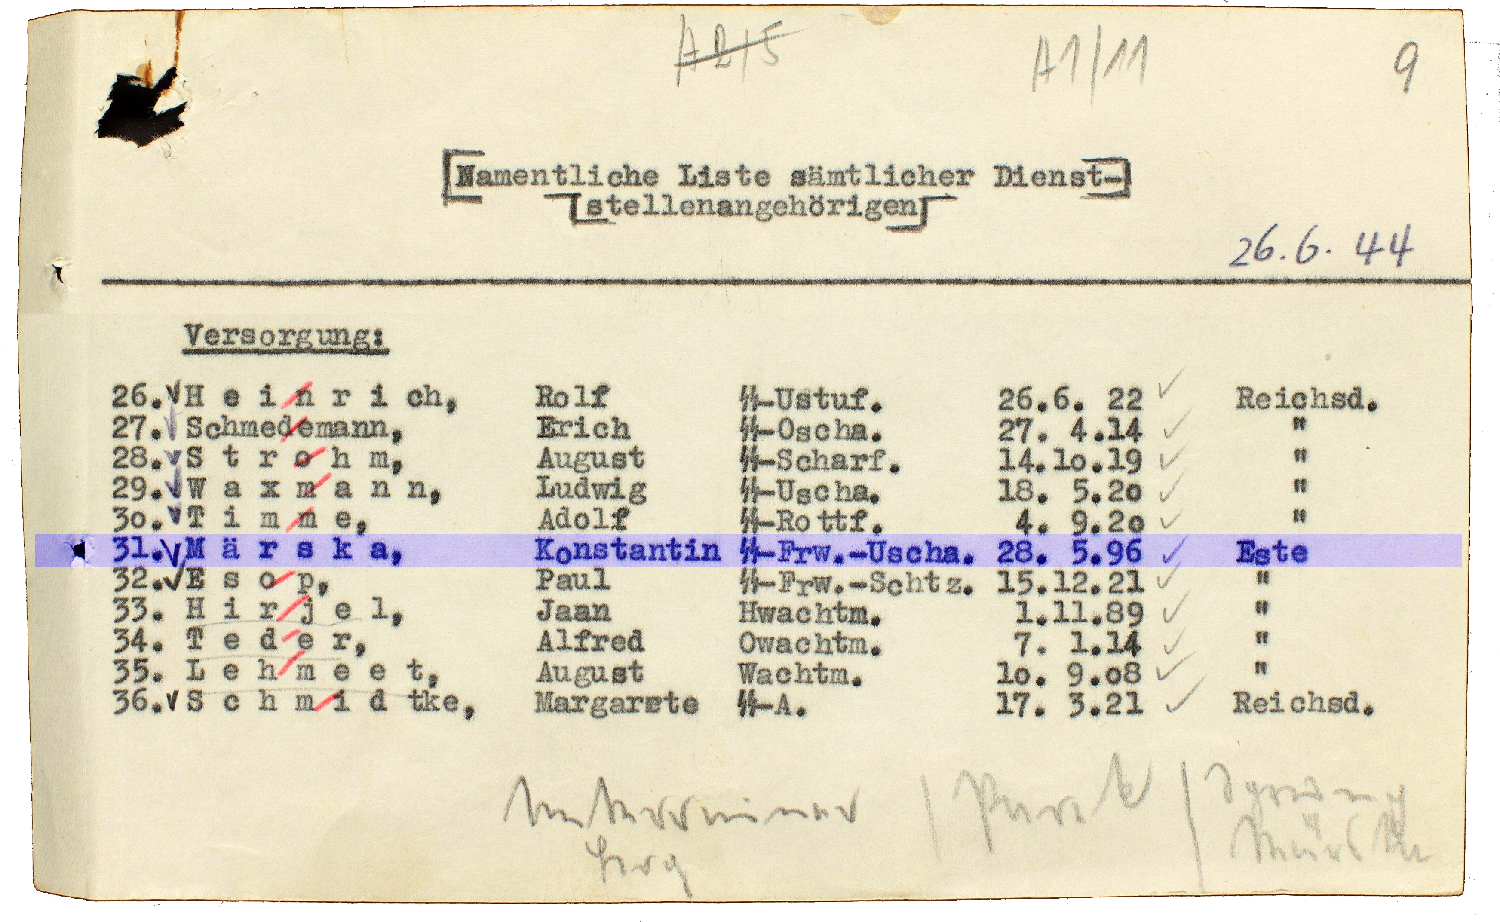 A2/5 A1/11 9
Namentliche Liste sämtlicher Dienst-
stellenangehörigen
26.6. 44
Versorgung:
26. H e i n r i ch, Rolf ᛋᛋ-Ustuf. 26.6. 22 Reichsd.
27. Schmedemann, Erich ᛋᛋ-Oscha. 27. 4.14 "
28. S t r o h m, August ᛋᛋ-Scharf. 14.lo.19 "
29. W a x m a n n, Ludwig ᛋᛋ-Uscha. 18. 5.2o "
3o. T i m m e, Adolf ᛋᛋ-Rottf. 4. 9.2o "
31. M ä r s k a, Konstantin ᛋᛋ-Frw.-Uscha. 28. 5.96 Este
32. E s o p, Paul ᛋᛋ-Frw.-Schtz. 15.12.21 "
33. H i r j e l, Jaan Hwachtm. 1.11.89 "
34. T e d e r, Alfred Owachtm. 7. 1.14 "
35. L e h m e e t, August Wachtm. lo. 9.o8 "
36. S c h m i d tke, Margarete ᛋᛋ-A. 17. 3.21 Reichsd.